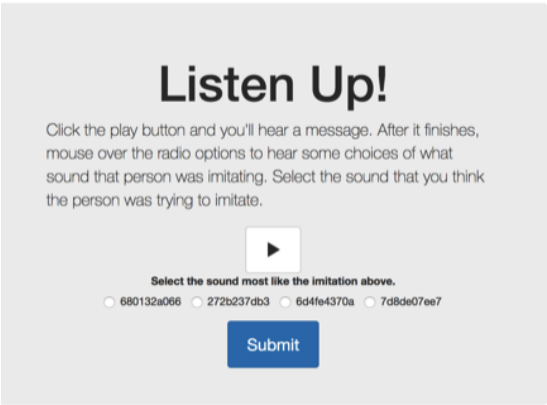 Listen Up!
Click the play button and you'll hear a message. After it finishes,
mouse over the radio options to hear some choices of what
sound that person was imitating. Select the sound that you think
the person was trying to imitate.
Select the sound most like the imitation above.
680132a066 272b237db3 6d4fe4370a 7d8de07ee7
Submit